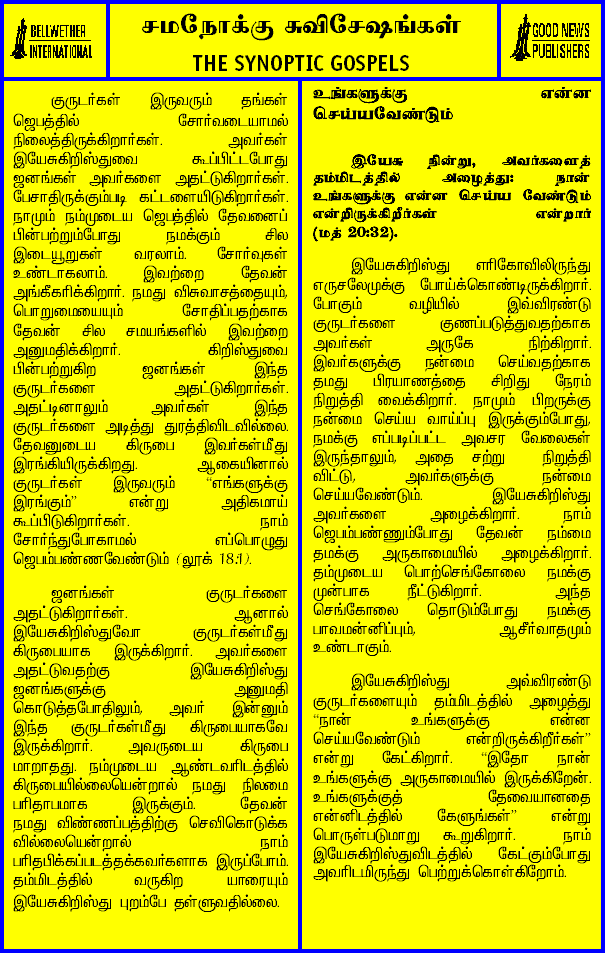 BELLWETHER
INTERNATIONAL
சமநோக்கு சுவிசேஷங்கள்
THE SYNOPTIC GOSPELS
GOOD NEWS
PUBLISHERS
குருடர்கள் இருவரும் தங்கள்
ஜெபத்தில் சோர்வடையாமல்
நிலைத்திருக்கிறார்கள். அவர்கள்
இயேசுகிறிஸ்துவை கூப்பிட்டபோது
ஜனங்கள் அவர்களை அதட்டுகிறார்கள்.
பேசாதிருக்கும்படி கட்டளையிடுகிறார்கள்.
நாமும் நம்முடைய ஜெபத்தில் தேவனைப்
பின்பற்றும்போது நமக்கும் சில
இடையூறுகள் வரலாம். சோர்வுகள்
உண்டாகலாம். இவற்றை தேவன்
அங்கீகரிக்கிறார். நமது விசுவாசத்தையும்,
பொறுமையையும் சோதிப்பதற்காக
தேவன் சில சமயங்களில் இவற்றை
அனுமதிக்கிறார். கிறிஸ்துவை
பின்பற்றுகிற ஜனங்கள் இந்த
குருடர்களை அதட்டுகிறார்கள்.
அதட்டினாலும் அவர்கள் இந்த
குருடர்களை அடித்து துரத்திவிடவில்லை.
தேவனுடைய கிருபை இவர்கள்மீது
இரங்கியிருக்கிறது. ஆகையினால்
குருடர்கள் இருவரும் “எங்களுக்கு
இரங்கும்” என்று அதிகமாய்
கூப்பிடுகிறார்கள். நாம்
சோர்ந்துபோகாமல் எப்பொழுது
ஜெபம்பண்ணவேண்டும் (லூக் 18:1).
ஜனங்கள் குருடர்களை
அதட்டுகிறார்கள். ஆனால்
இயேசுகிறிஸ்துவோ குருடர்கள்மீது
கிருபையாக இருக்கிறார். அவர்களை
அதட்டுவதற்கு இயேசுகிறிஸ்து
ஜனங்களுக்கு அனுமதி
கொடுத்தபோதிலும், அவர் இன்னும்
இந்த குருடர்கள்மீது கிருபையாகவே
இருக்கிறார். அவருடைய கிருபை
மாறாதது. நம்முடைய ஆண்டவரிடத்தில்
கிருபையில்லையென்றால் நமது நிலமை
பரிதாபமாக இருக்கும். தேவன்
நமது விண்ணப்பத்திற்கு செவிகொடுக்க
வில்லையென்றால் நாம்
பரிதபிக்கப்படத்தக்கவர்களாக இருப்போம்.
தம்மிடத்தில் வருகிற யாரையும்
இயேசுகிறிஸ்து புறம்பே தள்ளுவதில்லை.
உங்களுக்கு என்ன
செய்யவேண்டும்
இயேசு நின்று, அவர்களைத்
தம்மிடத்தில் அழைத்து: நான்
உங்களுக்கு என்ன செய்ய வேண்டும்
என்றிருக்கிறீர்கள் என்றார்
(மத் 20:32).
இயேசுகிறிஸ்து எரிகோவிலிருந்து
எருசலேமுக்கு போய்க்கொண்டிருக்கிறார்.
போகும் வழியில் இவ்விரண்டு
குருடர்களை குணப்படுத்துவதற்காக
அவர்கள் அருகே நிற்கிறார்.
இவர்களுக்கு நன்மை செய்வதற்காக
தமது பிரயாணத்தை சிறிது நேரம்
நிறுத்தி வைக்கிறார். நாமும் பிறருக்கு
நன்மை செய்ய வாய்ப்பு இருக்கும்போது,
நமக்கு எப்படிப்பட்ட அவசர வேலைகள்
இருந்தாலும், அதை சற்று நிறுத்தி
விட்டு, அவர்களுக்கு நன்மை
செய்யவேண்டும். இயேசுகிறிஸ்து
அவர்களை அழைக்கிறார். நாம்
ஜெபம்பண்ணும்போது தேவன் நம்மை
தமக்கு அருகாமையில் அழைக்கிறார்.
தம்முடைய பொற்செங்கோலை நமக்கு
முன்பாக நீட்டுகிறார். அந்த
செங்கோலை தொடும்போது நமக்கு
பாவமன்னிப்பும், ஆசீர்வாதமும்
உண்டாகும்.
இயேசுகிறிஸ்து அவ்விரண்டு
குருடர்களையும் தம்மிடத்தில் அழைத்து
“நான் உங்களுக்கு என்ன
செய்யவேண்டும் என்றிருக்கிறீர்கள்”
என்று கேட்கிறார். “இதோ நான்
உங்களுக்கு அருகாமையில் இருக்கிறேன்.
உங்களுக்குத் தேவையானதை
என்னிடத்தில் கேளுங்கள்” என்று
பொருள்படுமாறு கூறுகிறார். நாம்
இயேசுகிறிஸ்துவிடத்தில் கேட்கும்போது
அவரிடமிருந்து பெற்றுக்கொள்கிறோம்.